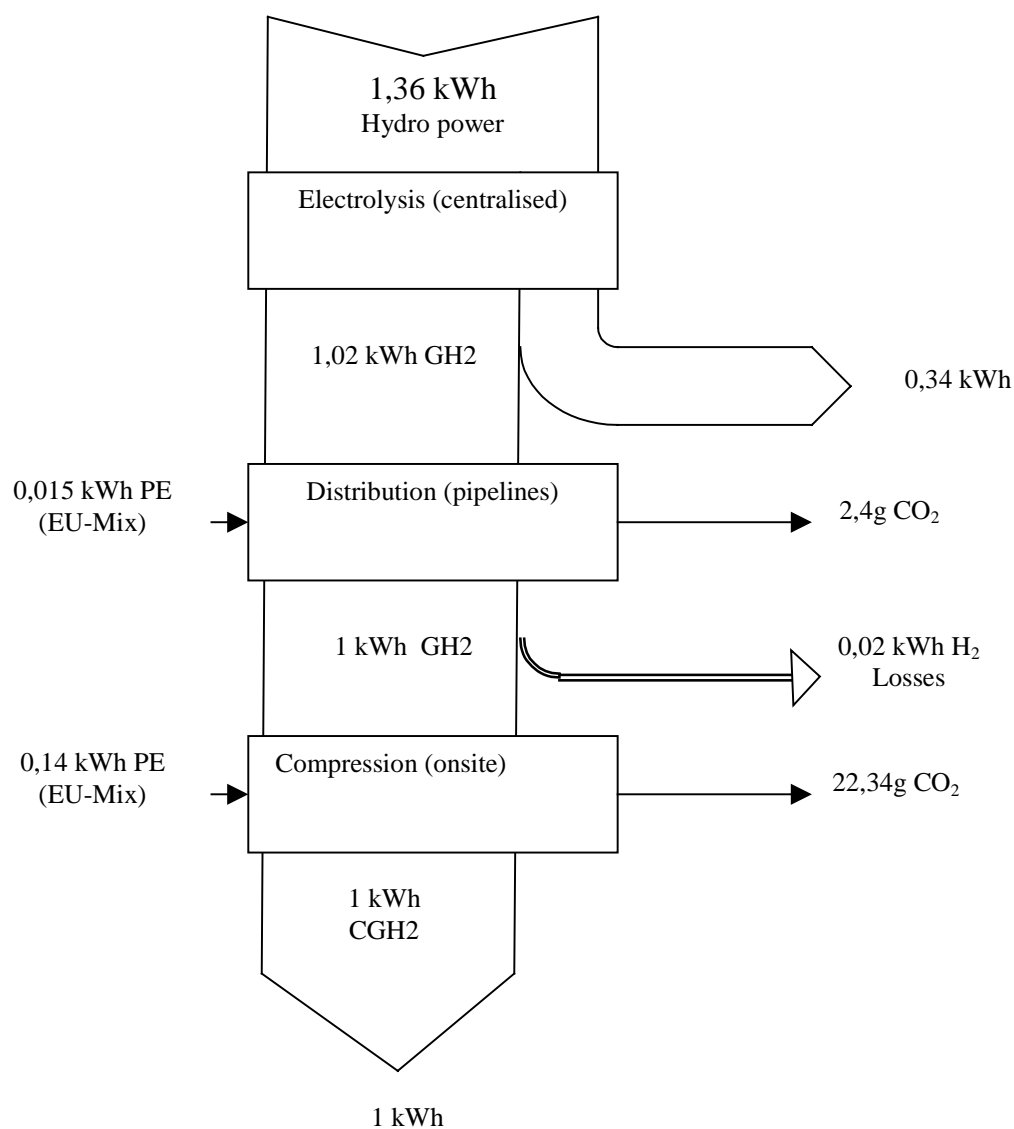 1,36 kWh
Hydro power
Electrolysis (centralised)
1,02 kWh GH2
0,34 kWh
0,015 kWh PE
(EU-Mix)
Distribution (pipelines)
2,4g CO₂
1 kWh  GH2
0,02 kWh H₂
Losses
0,14 kWh PE
(EU-Mix)
Compression (onsite)
22,34g CO₂
1 kWh
CGH2
1 kWh